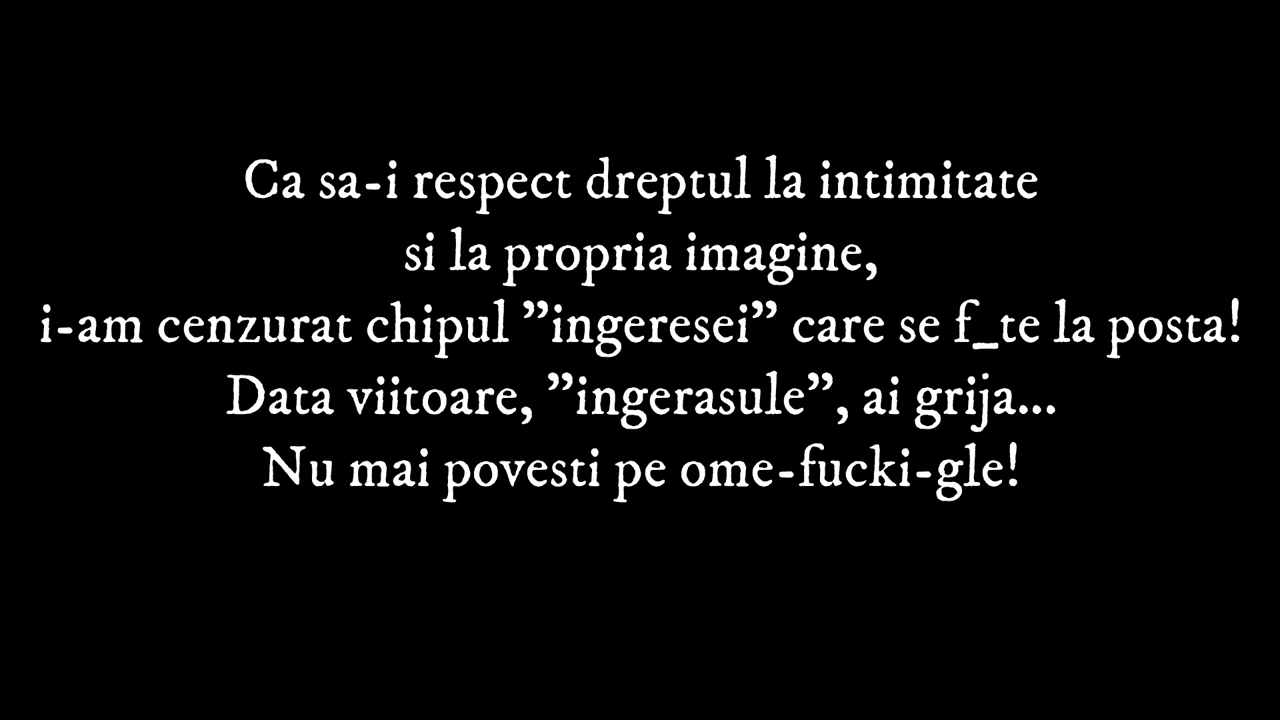 Ca sa-i respect dreptul la intimitate
si la propria imagine,
i-am cenzurat chipul ”ingeresei” care se f_te la posta!
Data viitoare, ”ingerasule”, ai grija...
Nu mai povesti pe ome-fucki-gle!